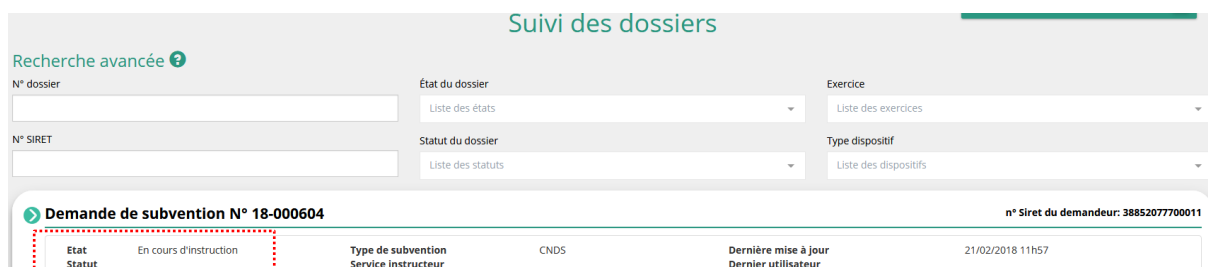 Suivi des dossiers
Recherche avancée ?
N° dossier
État du dossier
Exercice
Liste des états
Liste des exercices
N° SIRET
Statut du dossier
Type dispositif
Liste des statuts
Liste des dispositifs
Demande de subvention N° 18-000604
n° Siret du demandeur: 38852077700011
Etat En cours d'instruction Type de subvention CNDS Dernière mise à jour 21/02/2018 11h57
Statut Service instructeur Dernier utilisateur